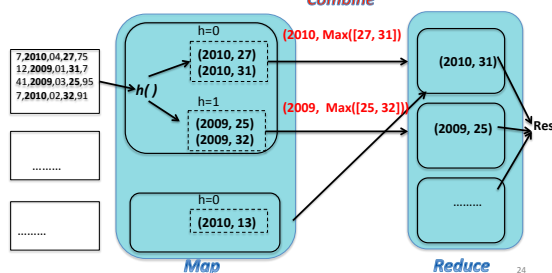 Combine
7,2010,04,27,75
12,2009,01,31,7
41,2009,03,25,95
7,2010,02,32,91
………
………
h( )
h=0
(2010, 27)
(2010, 31)
h=1
(2009, 25)
(2009, 32)
h=0
(2010, 13)
(2010, Max([27, 31])
(2009, Max([25, 32]))
(2010, 31)
(2009, 25)
………
Res
Map
Reduce
24